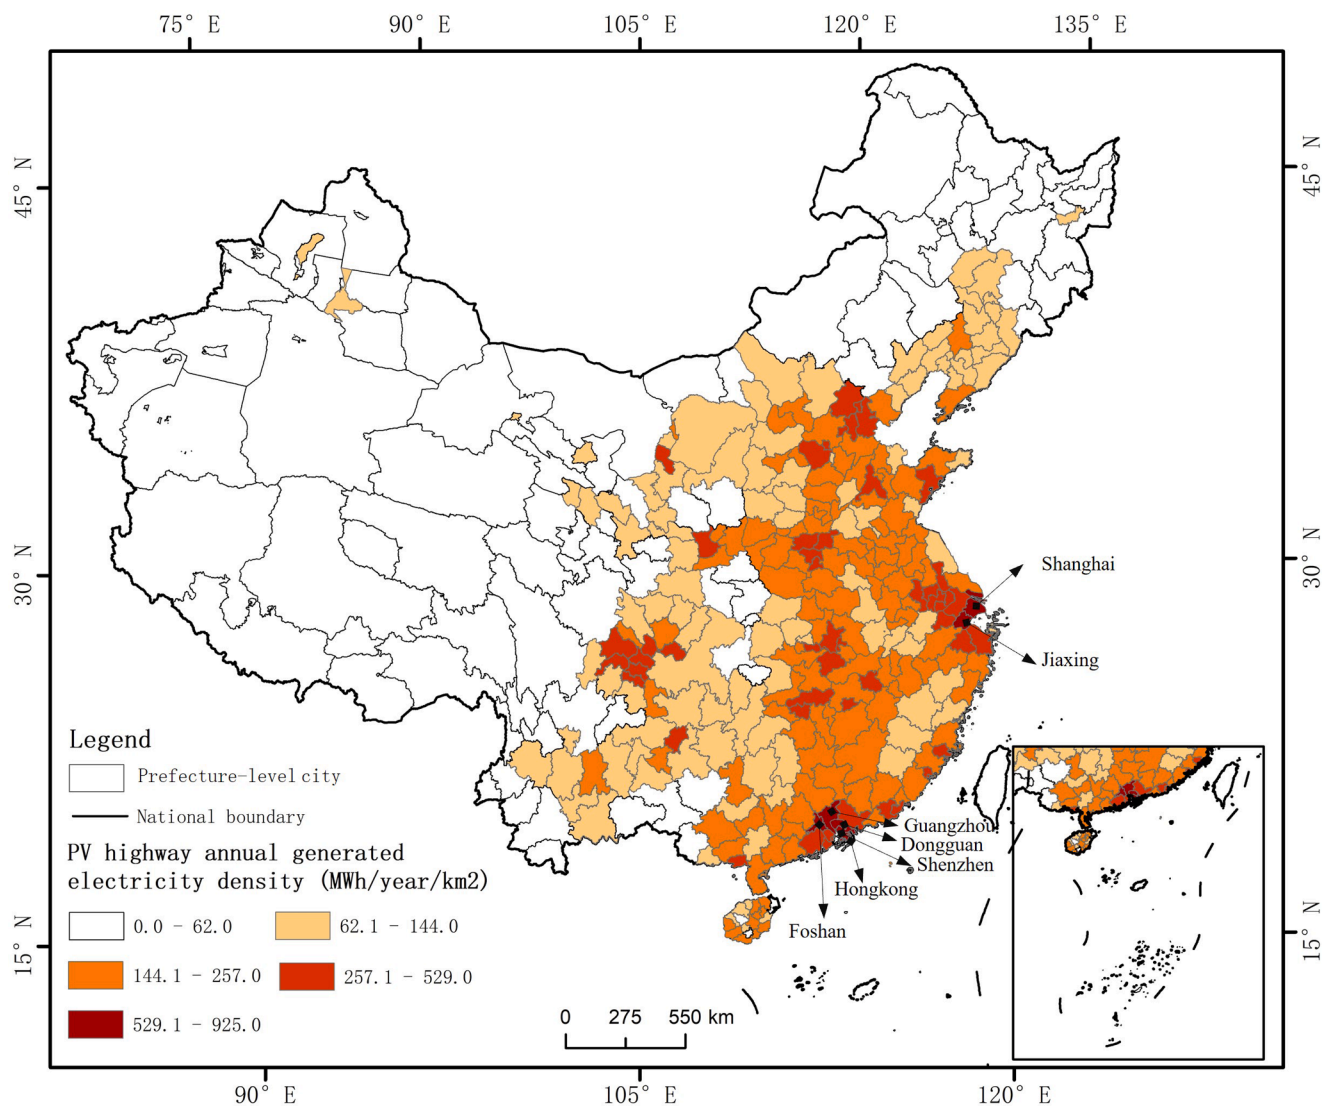 75° E 90° E 105° E 120° E 135° E
45° N
45° N
30° N
30° N
15° N
15° N
Shanghai
Jiaxing
Guangzhou
Dongguan
Shenzhen
Hongkong
Foshan
Legend
Prefecture-level city
National boundary
PV highway annual generated
electricity density (MWh/year/km2)
0.0 - 62.0 62.1 - 144.0
144.1 - 257.0 257.1 - 529.0
529.1 - 925.0
0 275 550 km
90° E 105° E 120° E